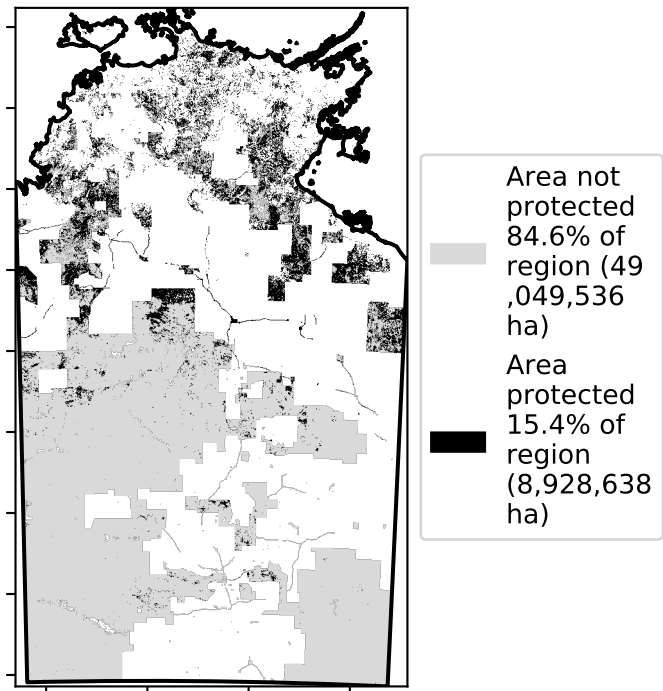 Area not
protected
84.6% of
region (49
,049,536
ha)
Area
protected
15.4% of
region
(8,928,638
ha)